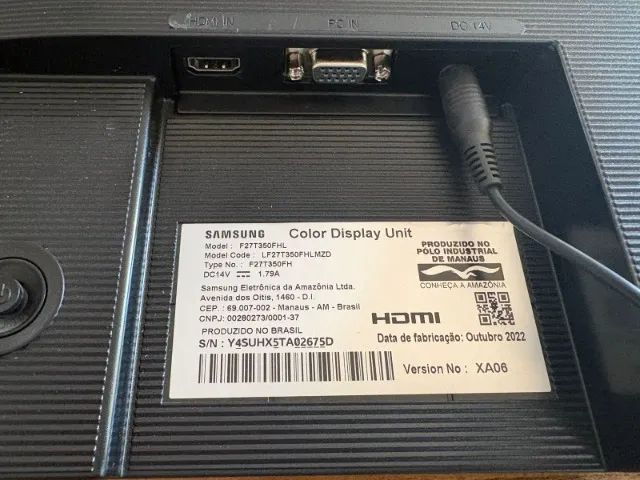 HDMI IN
PC IN
DC 14V
SAMSUNG Color Display Unit
Model : F27T350FHL
Model Code : LF27T350FHLMZD
Type No. : F27T350FH
DC14V 1.79A
Samsung Eletrônica da Amazônia Ltda.
Avenida dos Oitis, 1460 - D.I.
CEP : 69.007-002 - Manaus - AM - Brasil
CNPJ : 00280273/0001-37
PRODUZIDO NO BRASIL
S/N : Y4SUHX5TA02675D
PRODUZIDO NO
PÓLO INDUSTRIAL
DE MANAUS
CONHEÇA A AMAZÔNIA
HDMI
Data de fabricação: Outubro 2022
Version No : XA06